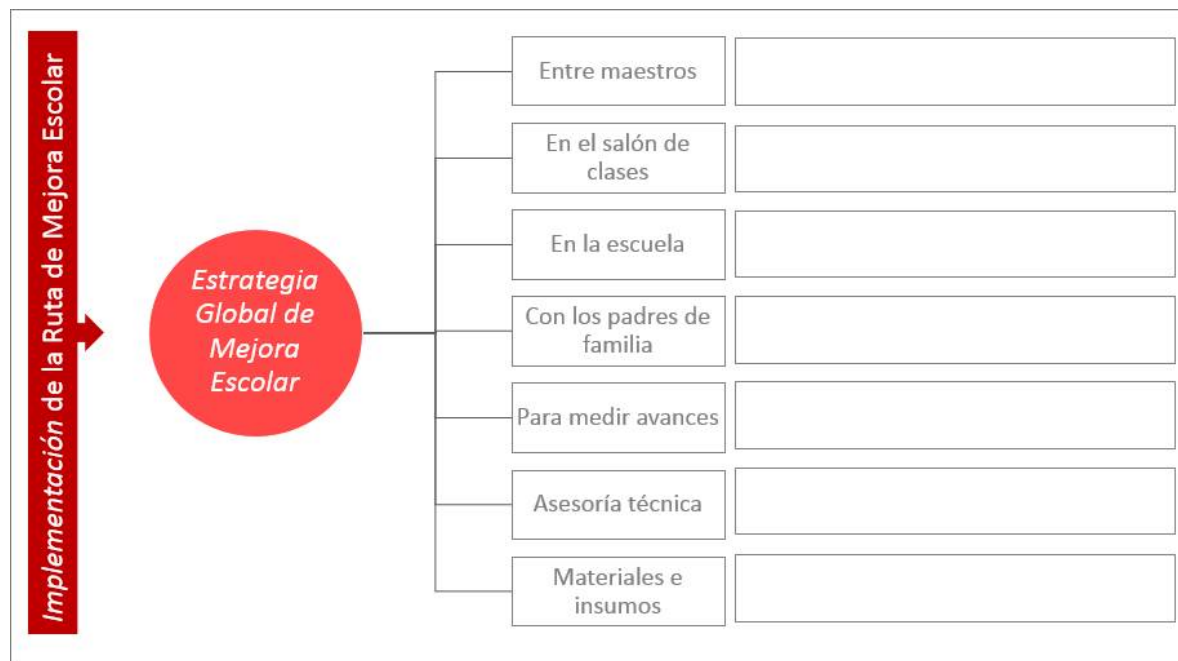 Implementación de la Ruta de Mejora Escolar
Estrategia
Global de
Mejora
Escolar
Entre maestros
En el salón de
clases
En la escuela
Con los padres de
familia
Para medir avances
Asesoría técnica
Materiales e
insumos